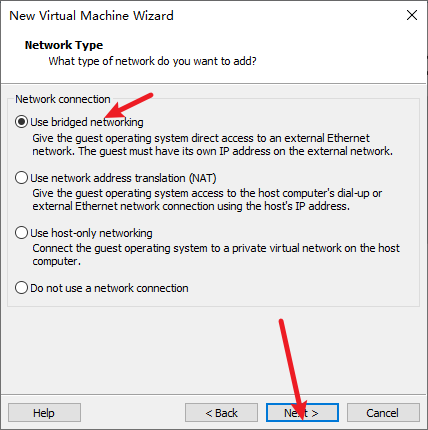 New Virtual Machine Wizard
Network Type
What type of network do you want to add?
Network connection
Use bridged networking
Give the guest operating system direct access to an external Ethernet
network. The guest must have its own IP address on the external network.
Use network address translation (NAT)
Give the guest operating system access to the host computer's dial-up or
external Ethernet network connection using the host's IP address.
Use host-only networking
Connect the guest operating system to a private virtual network on the host
computer.
Do not use a network connection
Help
< Back
Next >
Cancel